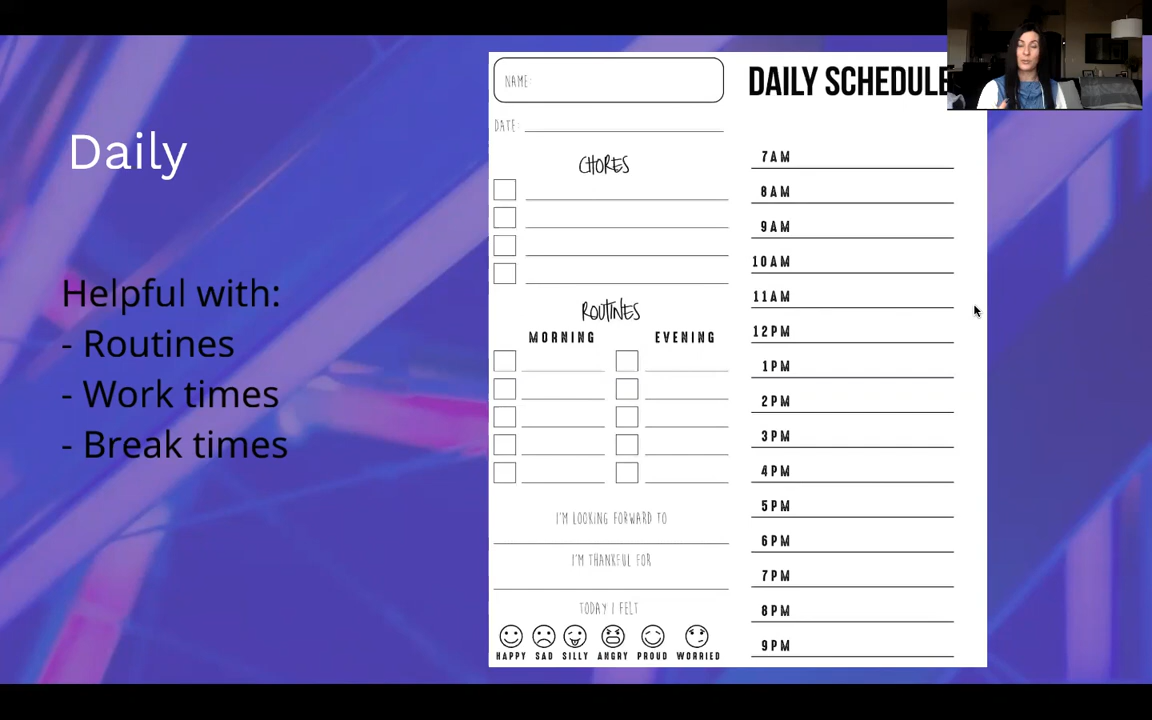 Daily
Helpful with:
- Routines
- Work times
- Break times
NAME:
DATE:
CHORES
ROUTINES
MORNING EVENING
I'M LOOKING FORWARD TO
I'M THANKFUL FOR
TODAY I FELT
HAPPY SAD SILLY ANGRY PROUD WORRIED
DAILY SCHEDULE
7AM
8AM
9AM
10AM
11AM
12PM
1PM
2PM
3PM
4PM
5PM
6PM
7PM
8PM
9PM